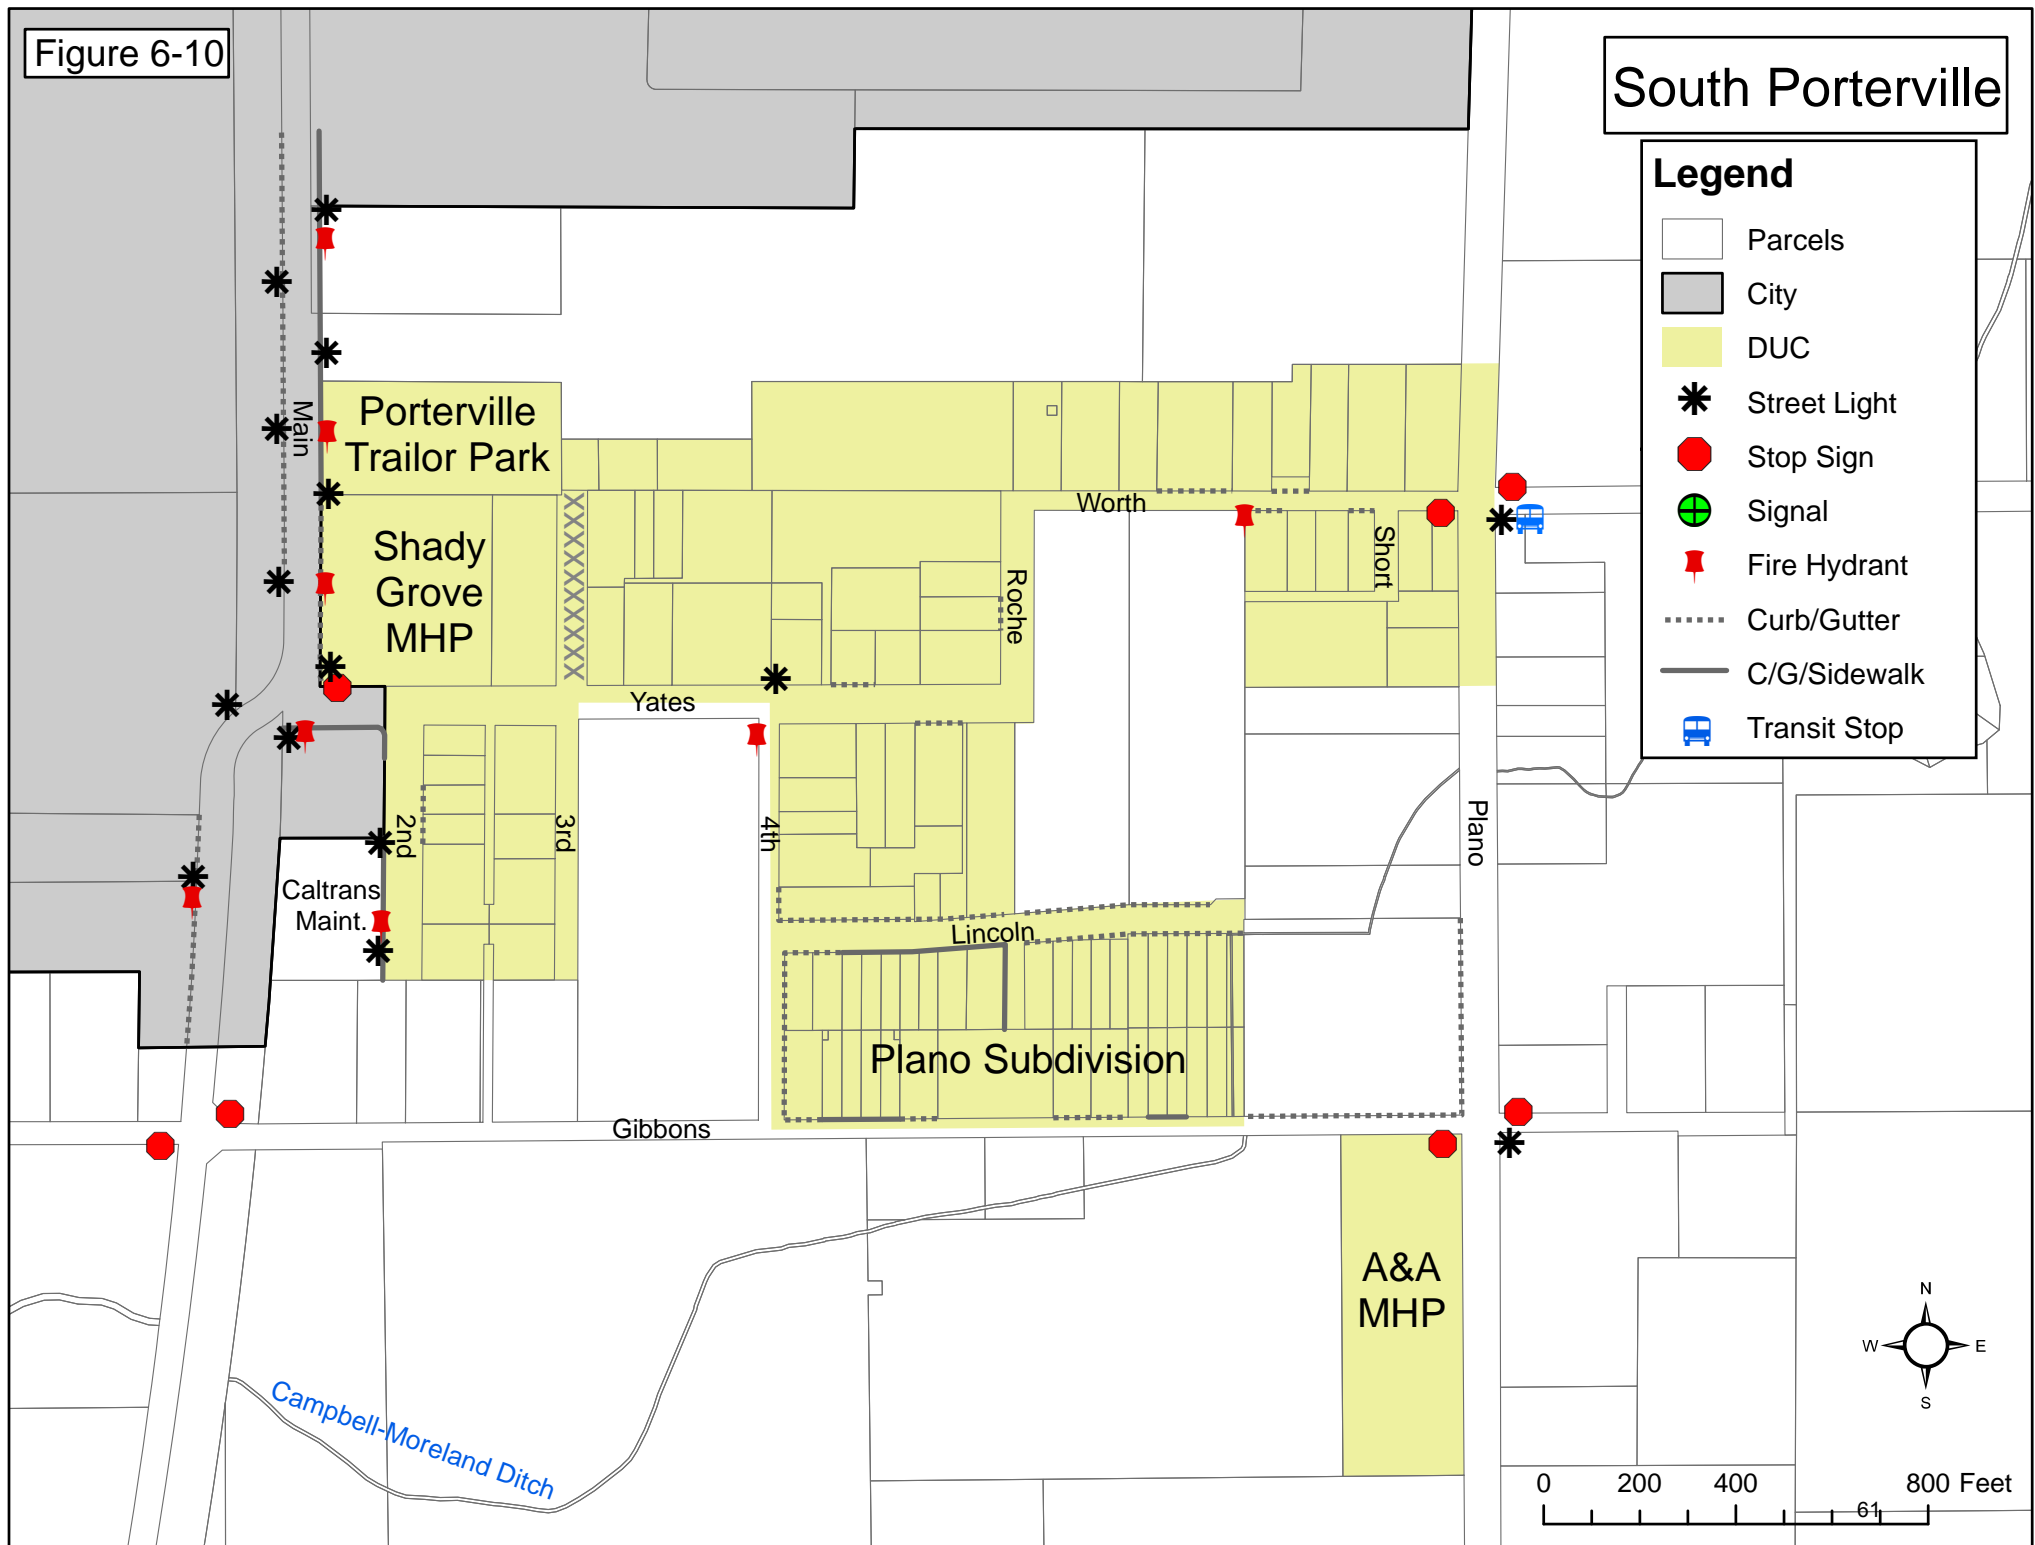 Figure 6-10
South Porterville
Legend
Parcels
City
DUC
Street Light
Stop Sign
Signal
Fire Hydrant
Curb/Gutter
C/G/Sidewalk
Transit Stop
Main
Porterville
Trailor Park
Shady
Grove
MHP
Worth
Short
Roche
Yates
2nd
3rd
4th
Plano
Caltrans
Maint.
Lincoln
Plano Subdivision
Gibbons
A&A
MHP
Campbell-Moreland Ditch
N
W E
S
0 200 400 800 Feet
61